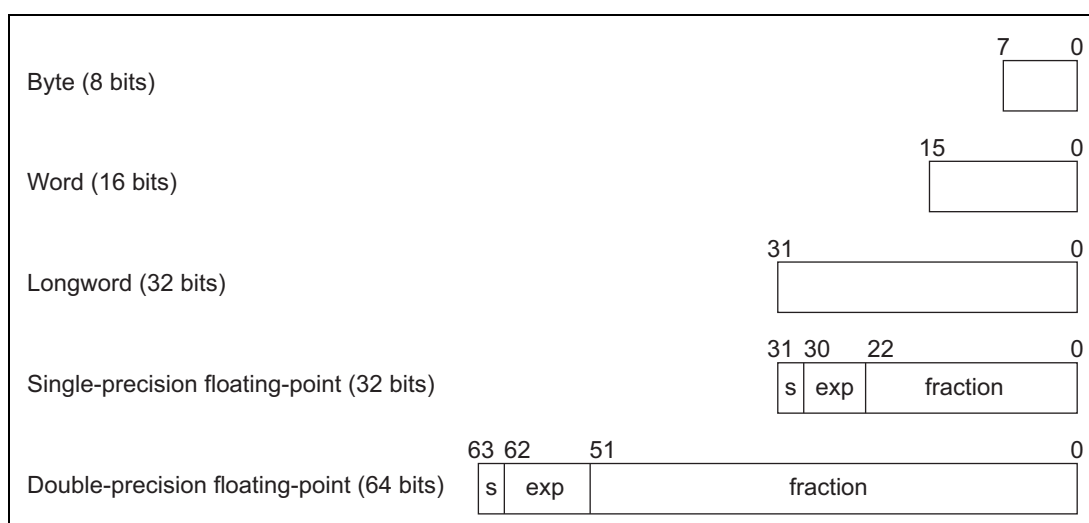 7 0
Byte (8 bits)
15 0
Word (16 bits)
31 0
Longword (32 bits)
31 30 22 0
Single-precision floating-point (32 bits) s exp fraction
63 62 51 0
Double-precision floating-point (64 bits) s exp fraction